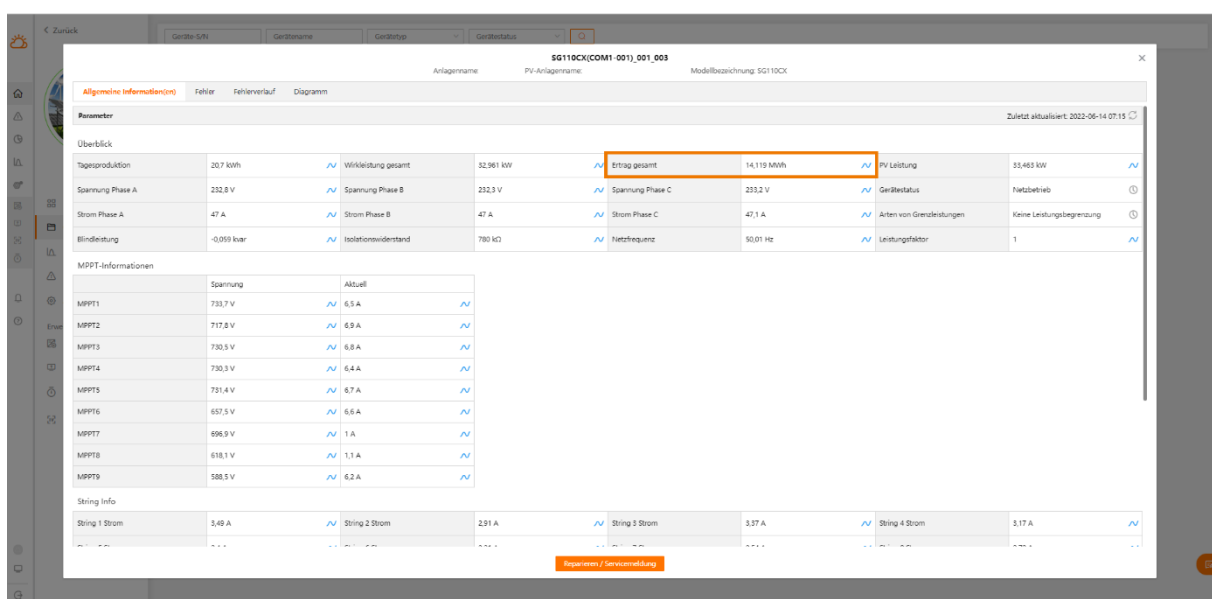 Zurück
Geräte-S/N Gerätename Gerätetyp Gerätestatus
SG110CX(COM1-001)_001_003
Anlagenname PV-Anlagenname: Modellbezeichnung: SG110CX
Allgemeine Information(en) Fehler Fehlerverlauf Diagramm
Parameter Zuletzt aktualisiert: 2022-06-14 07:15
Überblick
Tagesproduktion 20,7 kWh Wirkleistung gesamt 32,961 kW Ertrag gesamt 14,119 MWh PV Leistung 33,463 kW
Spannung Phase A 232,8 V Spannung Phase B 232,3 V Spannung Phase C 233,2 V Gerätestatus Netzbetrieb
Strom Phase A 47 A Strom Phase B 47 A Strom Phase C 47,1 A Arten von Grenzleistungen Keine Leistungsbegrenzung
Blindleistung -0,059 kvar Isolationswiderstand 780 kΩ Netzfrequenz 50,01 Hz Leistungsfaktor 1
MPPT-Informationen
Spannung Aktuell
MPPT1 733,7 V 6,5 A
MPPT2 717,8 V 6,9 A
MPPT3 730,5 V 6,8 A
MPPT4 730,3 V 6,4 A
MPPT5 731,4 V 6,7 A
MPPT6 657,5 V 6,6 A
MPPT7 696,9 V 1 A
MPPT8 618,1 V 1,1 A
MPPT9 588,5 V 6,2 A
String Info
String 1 Strom 3,49 A String 2 Strom 2,91 A String 3 Strom 3,37 A String 4 Strom 3,17 A
Reparieren / Servicemeldung